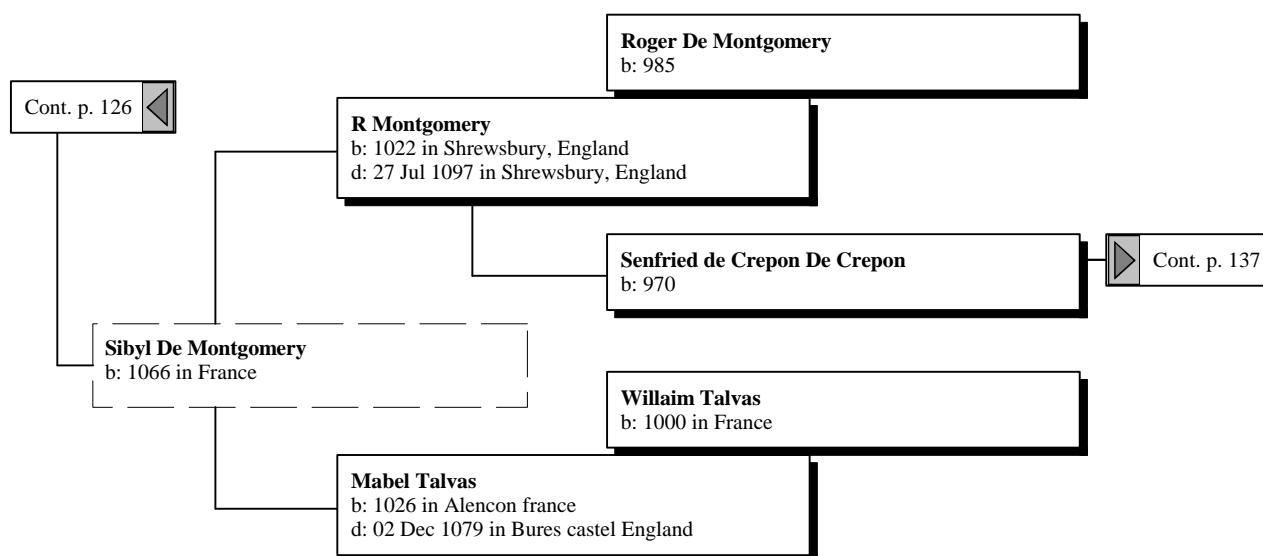 Roger De Montgomery
b: 985
Cont. p. 126
R Montgomery
b: 1022 in Shrewsbury, England
d: 27 Jul 1097 in Shrewsbury, England
Senfried de Crepon De Crepon
b: 970
Cont. p. 137
Sibyl De Montgomery
b: 1066 in France
Willaim Talvas
b: 1000 in France
Mabel Talvas
b: 1026 in Alencon france
d: 02 Dec 1079 in Bures castel England